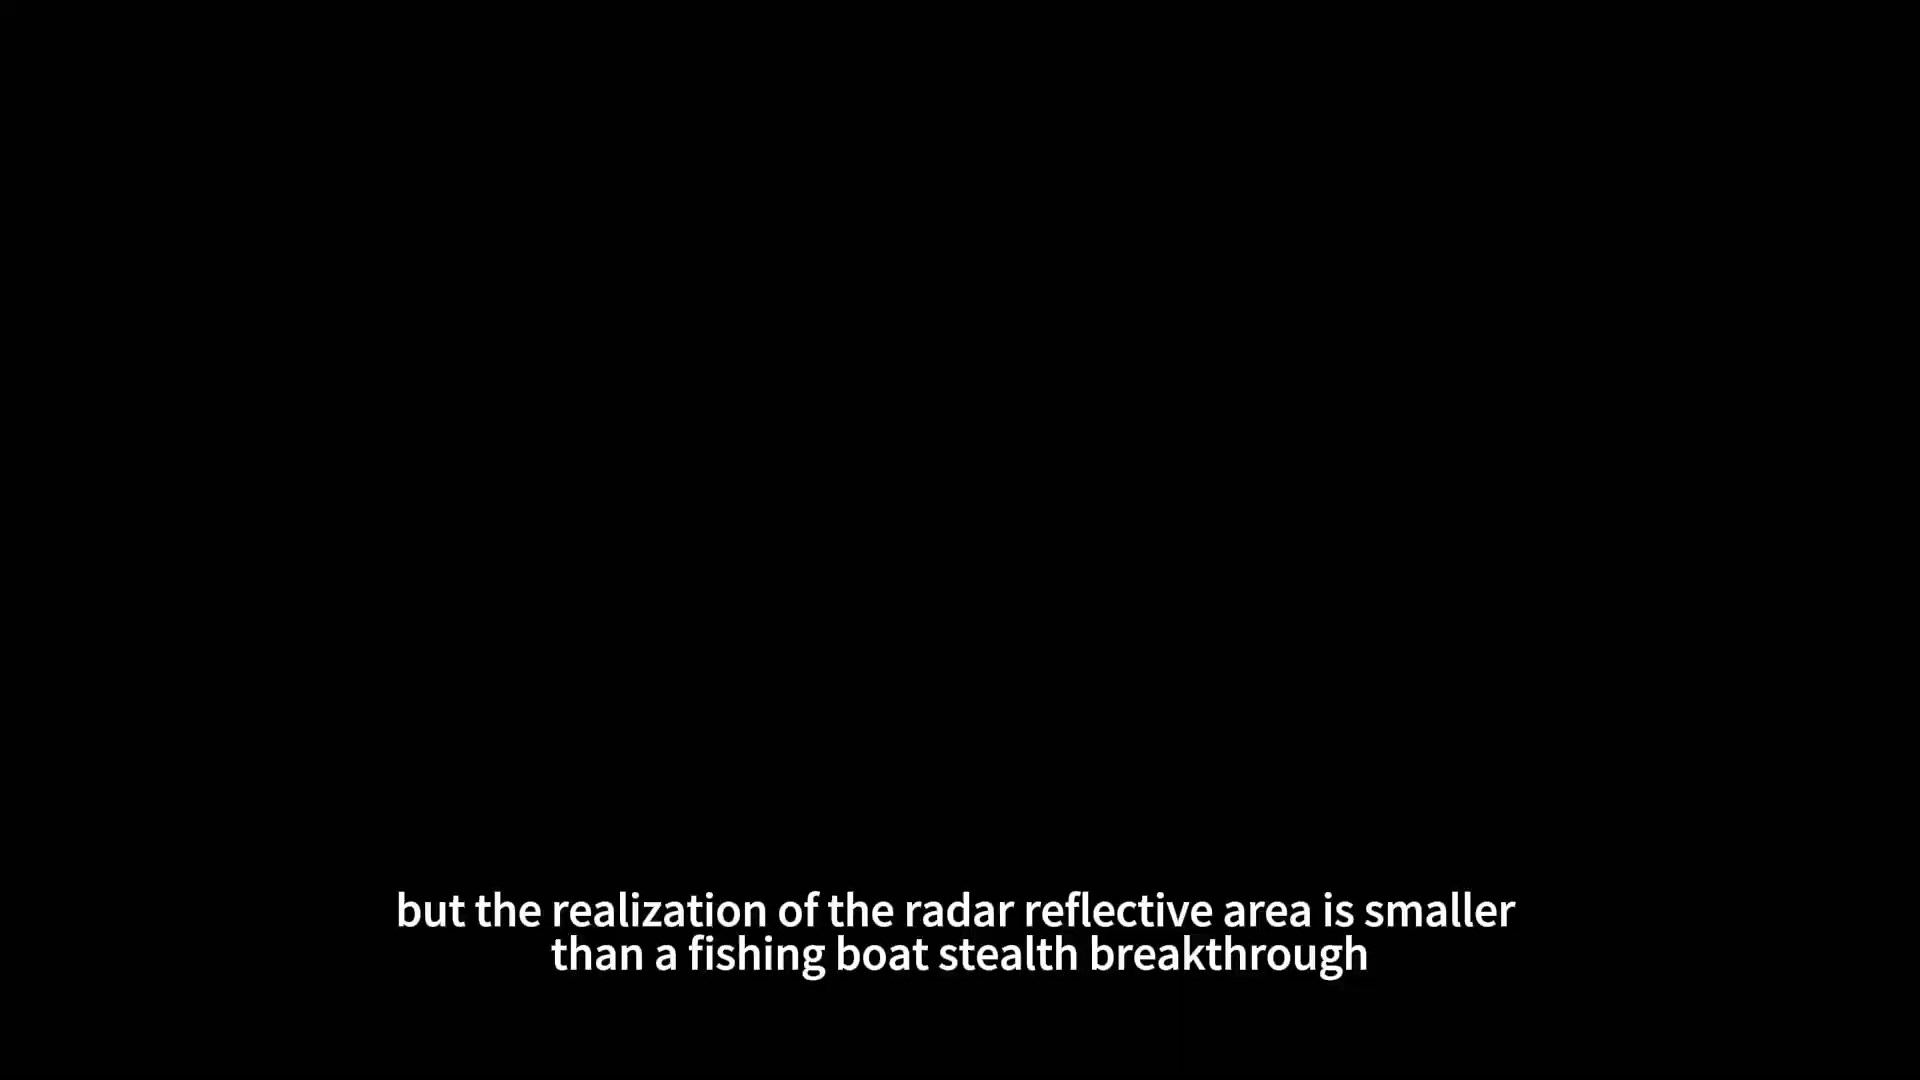 but the realization of the radar reflective area is smaller
than a fishing boat stealth breakthrough